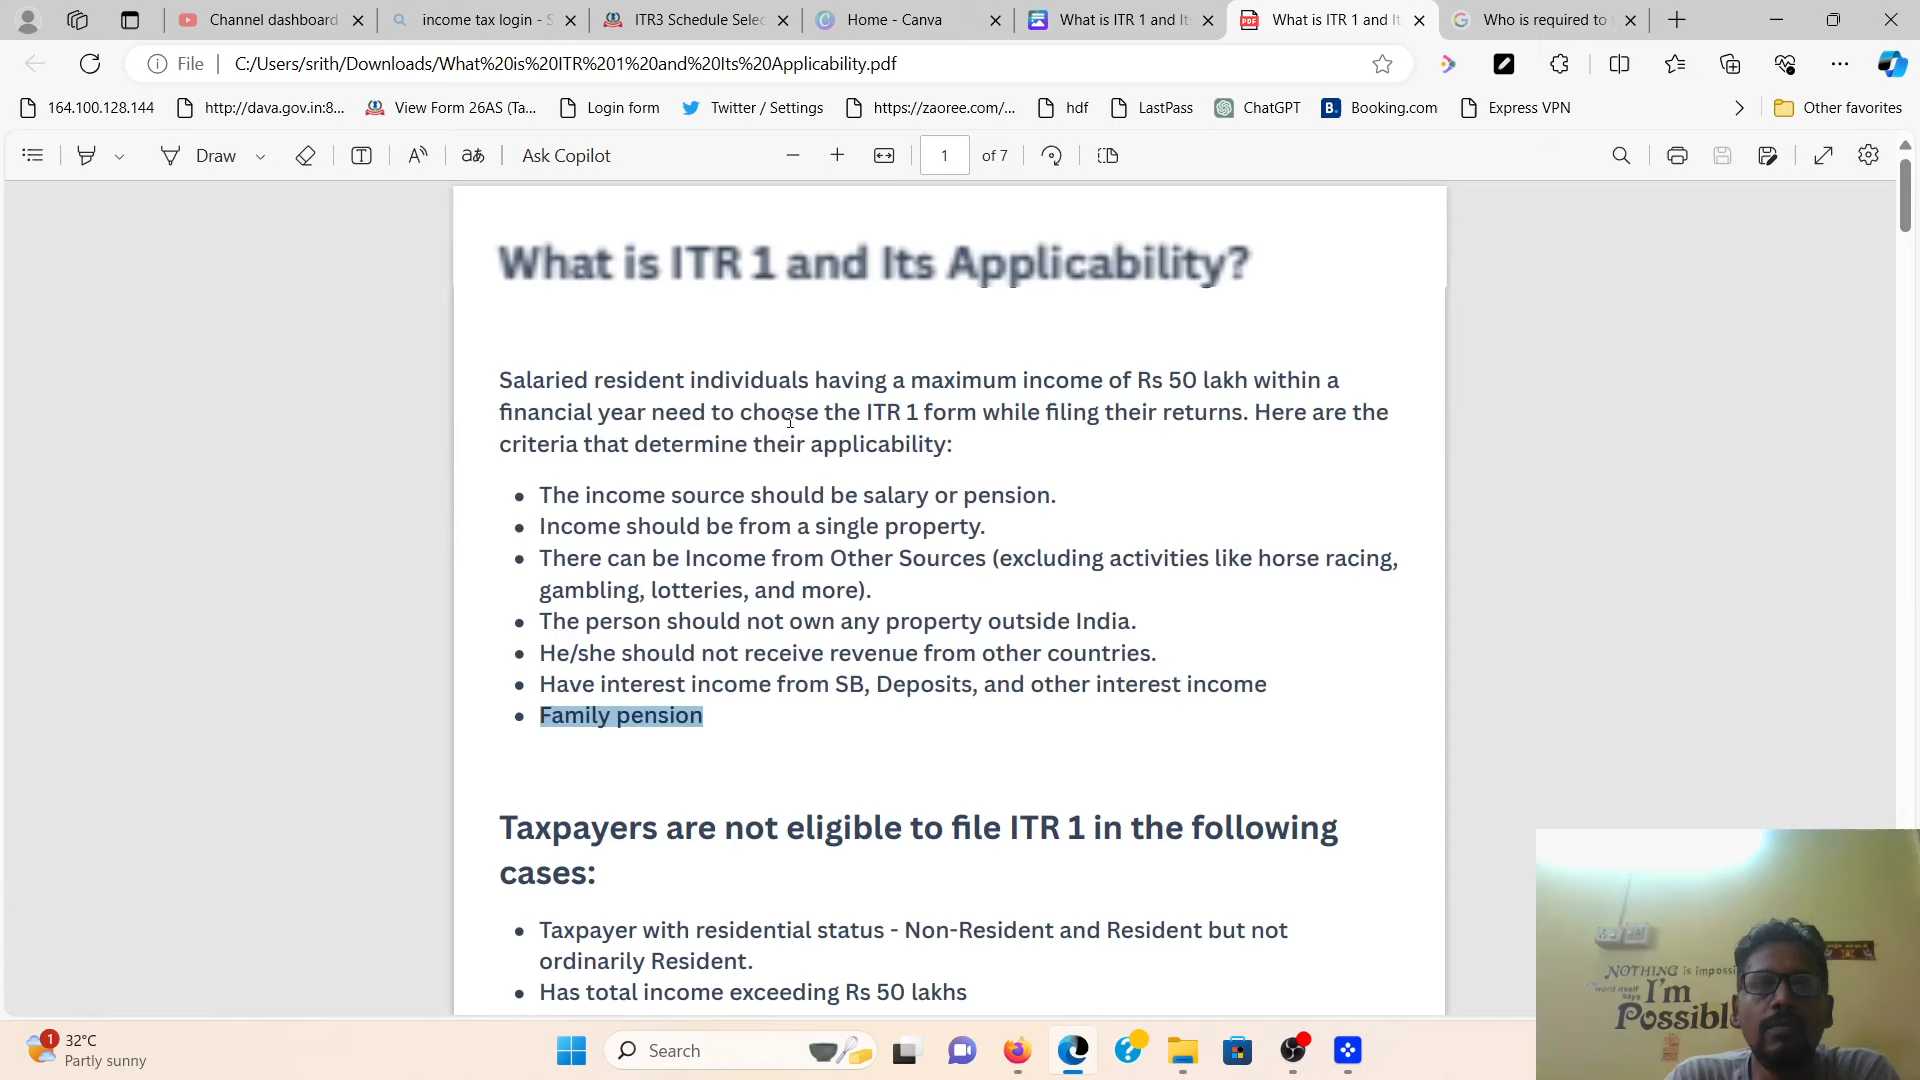 Channel dashboard
income tax login - S
ITR3 Schedule Selec
Home - Canva
What is ITR 1 and It
What is ITR 1 and It
Who is required to
File
C:/Users/srith/Downloads/What%20is%20ITR%201%20and%20Its%20Applicability.pdf
164.100.128.144
http://dava.gov.in:8...
View Form 26AS (Ta...
Login form
Twitter / Settings
https://zaoree.com/...
hdf
LastPass
ChatGPT
B.
Booking.com
Express VPN
Other favorites
Draw
Ask Copilot
1
of 7
What is ITR 1 and Its Applicability?
Salaried resident individuals having a maximum income of Rs 50 lakh within a
financial year need to choose the ITR 1 form while filing their returns. Here are the
criteria that determine their applicability:
• The income source should be salary or pension.
• Income should be from a single property.
• There can be Income from Other Sources (excluding activities like horse racing,
gambling, lotteries, and more).
• The person should not own any property outside India.
• He/she should not receive revenue from other countries.
• Have interest income from SB, Deposits, and other interest income
• Family pension
Taxpayers are not eligible to file ITR 1 in the following
cases:
• Taxpayer with residential status - Non-Resident and Resident but not
ordinarily Resident.
• Has total income exceeding Rs 50 lakhs
NOTHING is impossi
word itself
says
I'm
Possibl
1
32°C
Partly sunny
Search